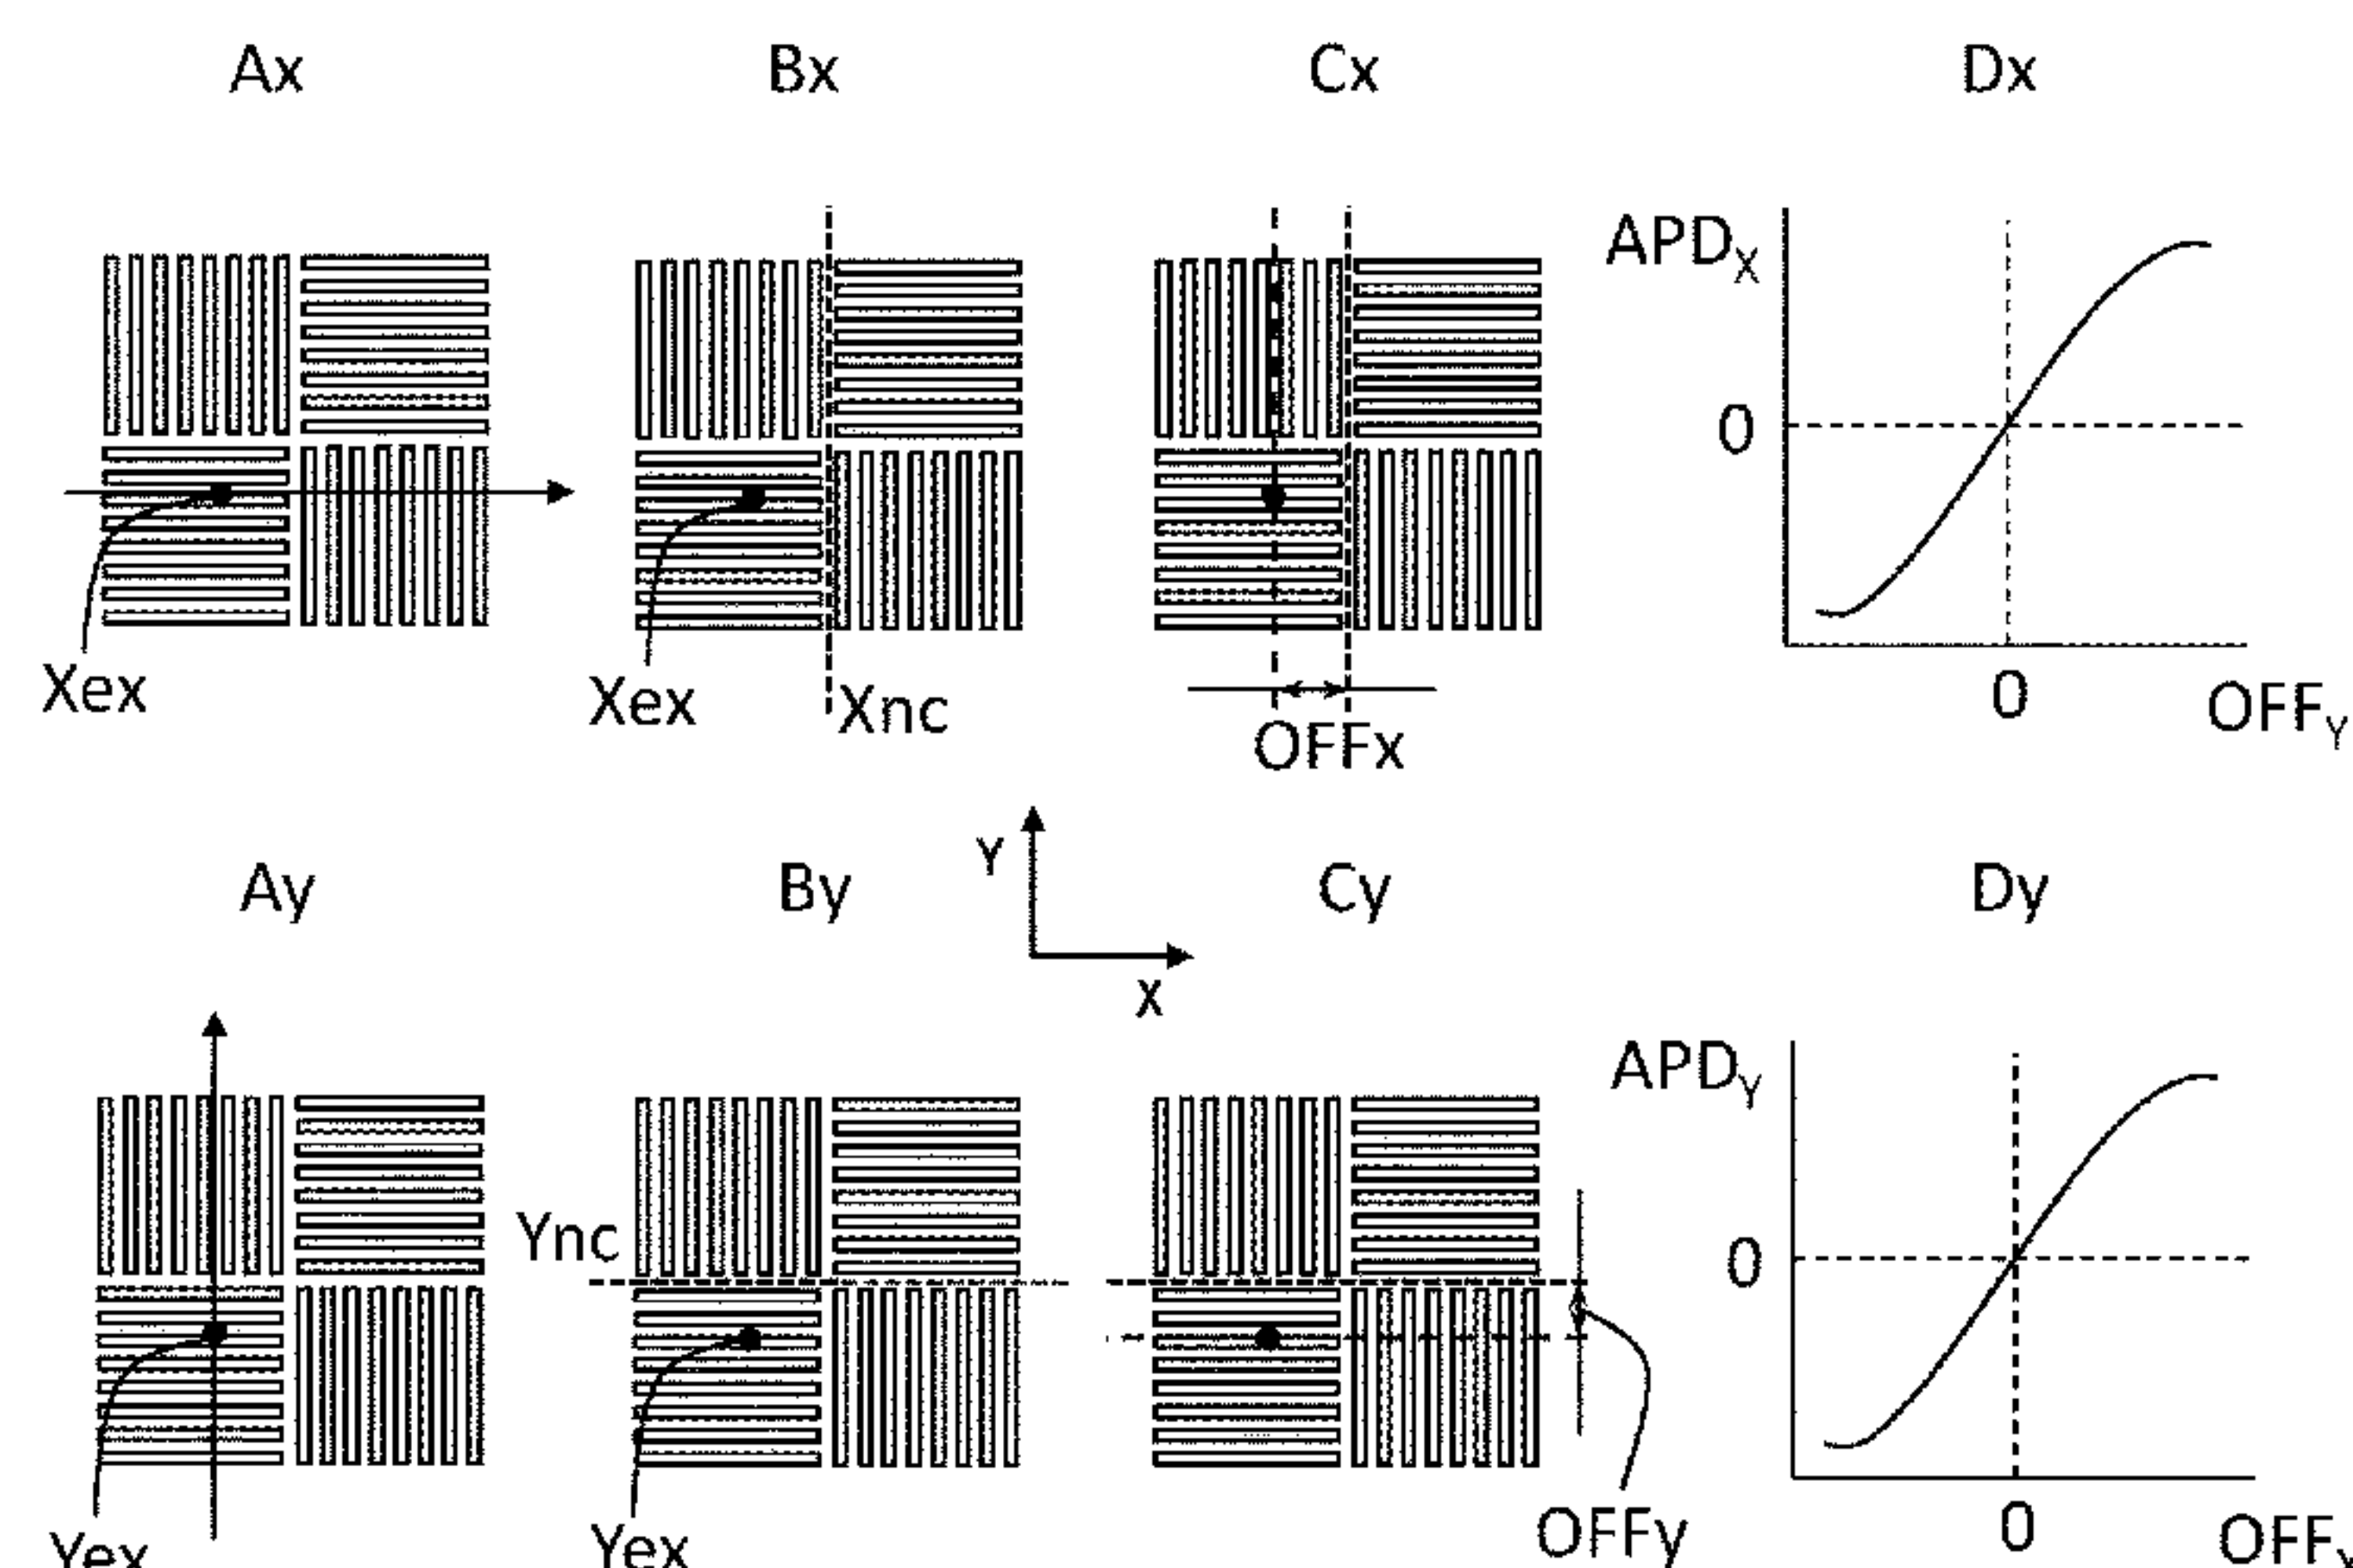 Ax Bx Cx Dx
APDX
0
Xex Xex Xnc OFFx 0 OFFY
Y
X
Ay By Cy Dy
APDY
Ync 0
Yex Yex OFFy 0 OFF